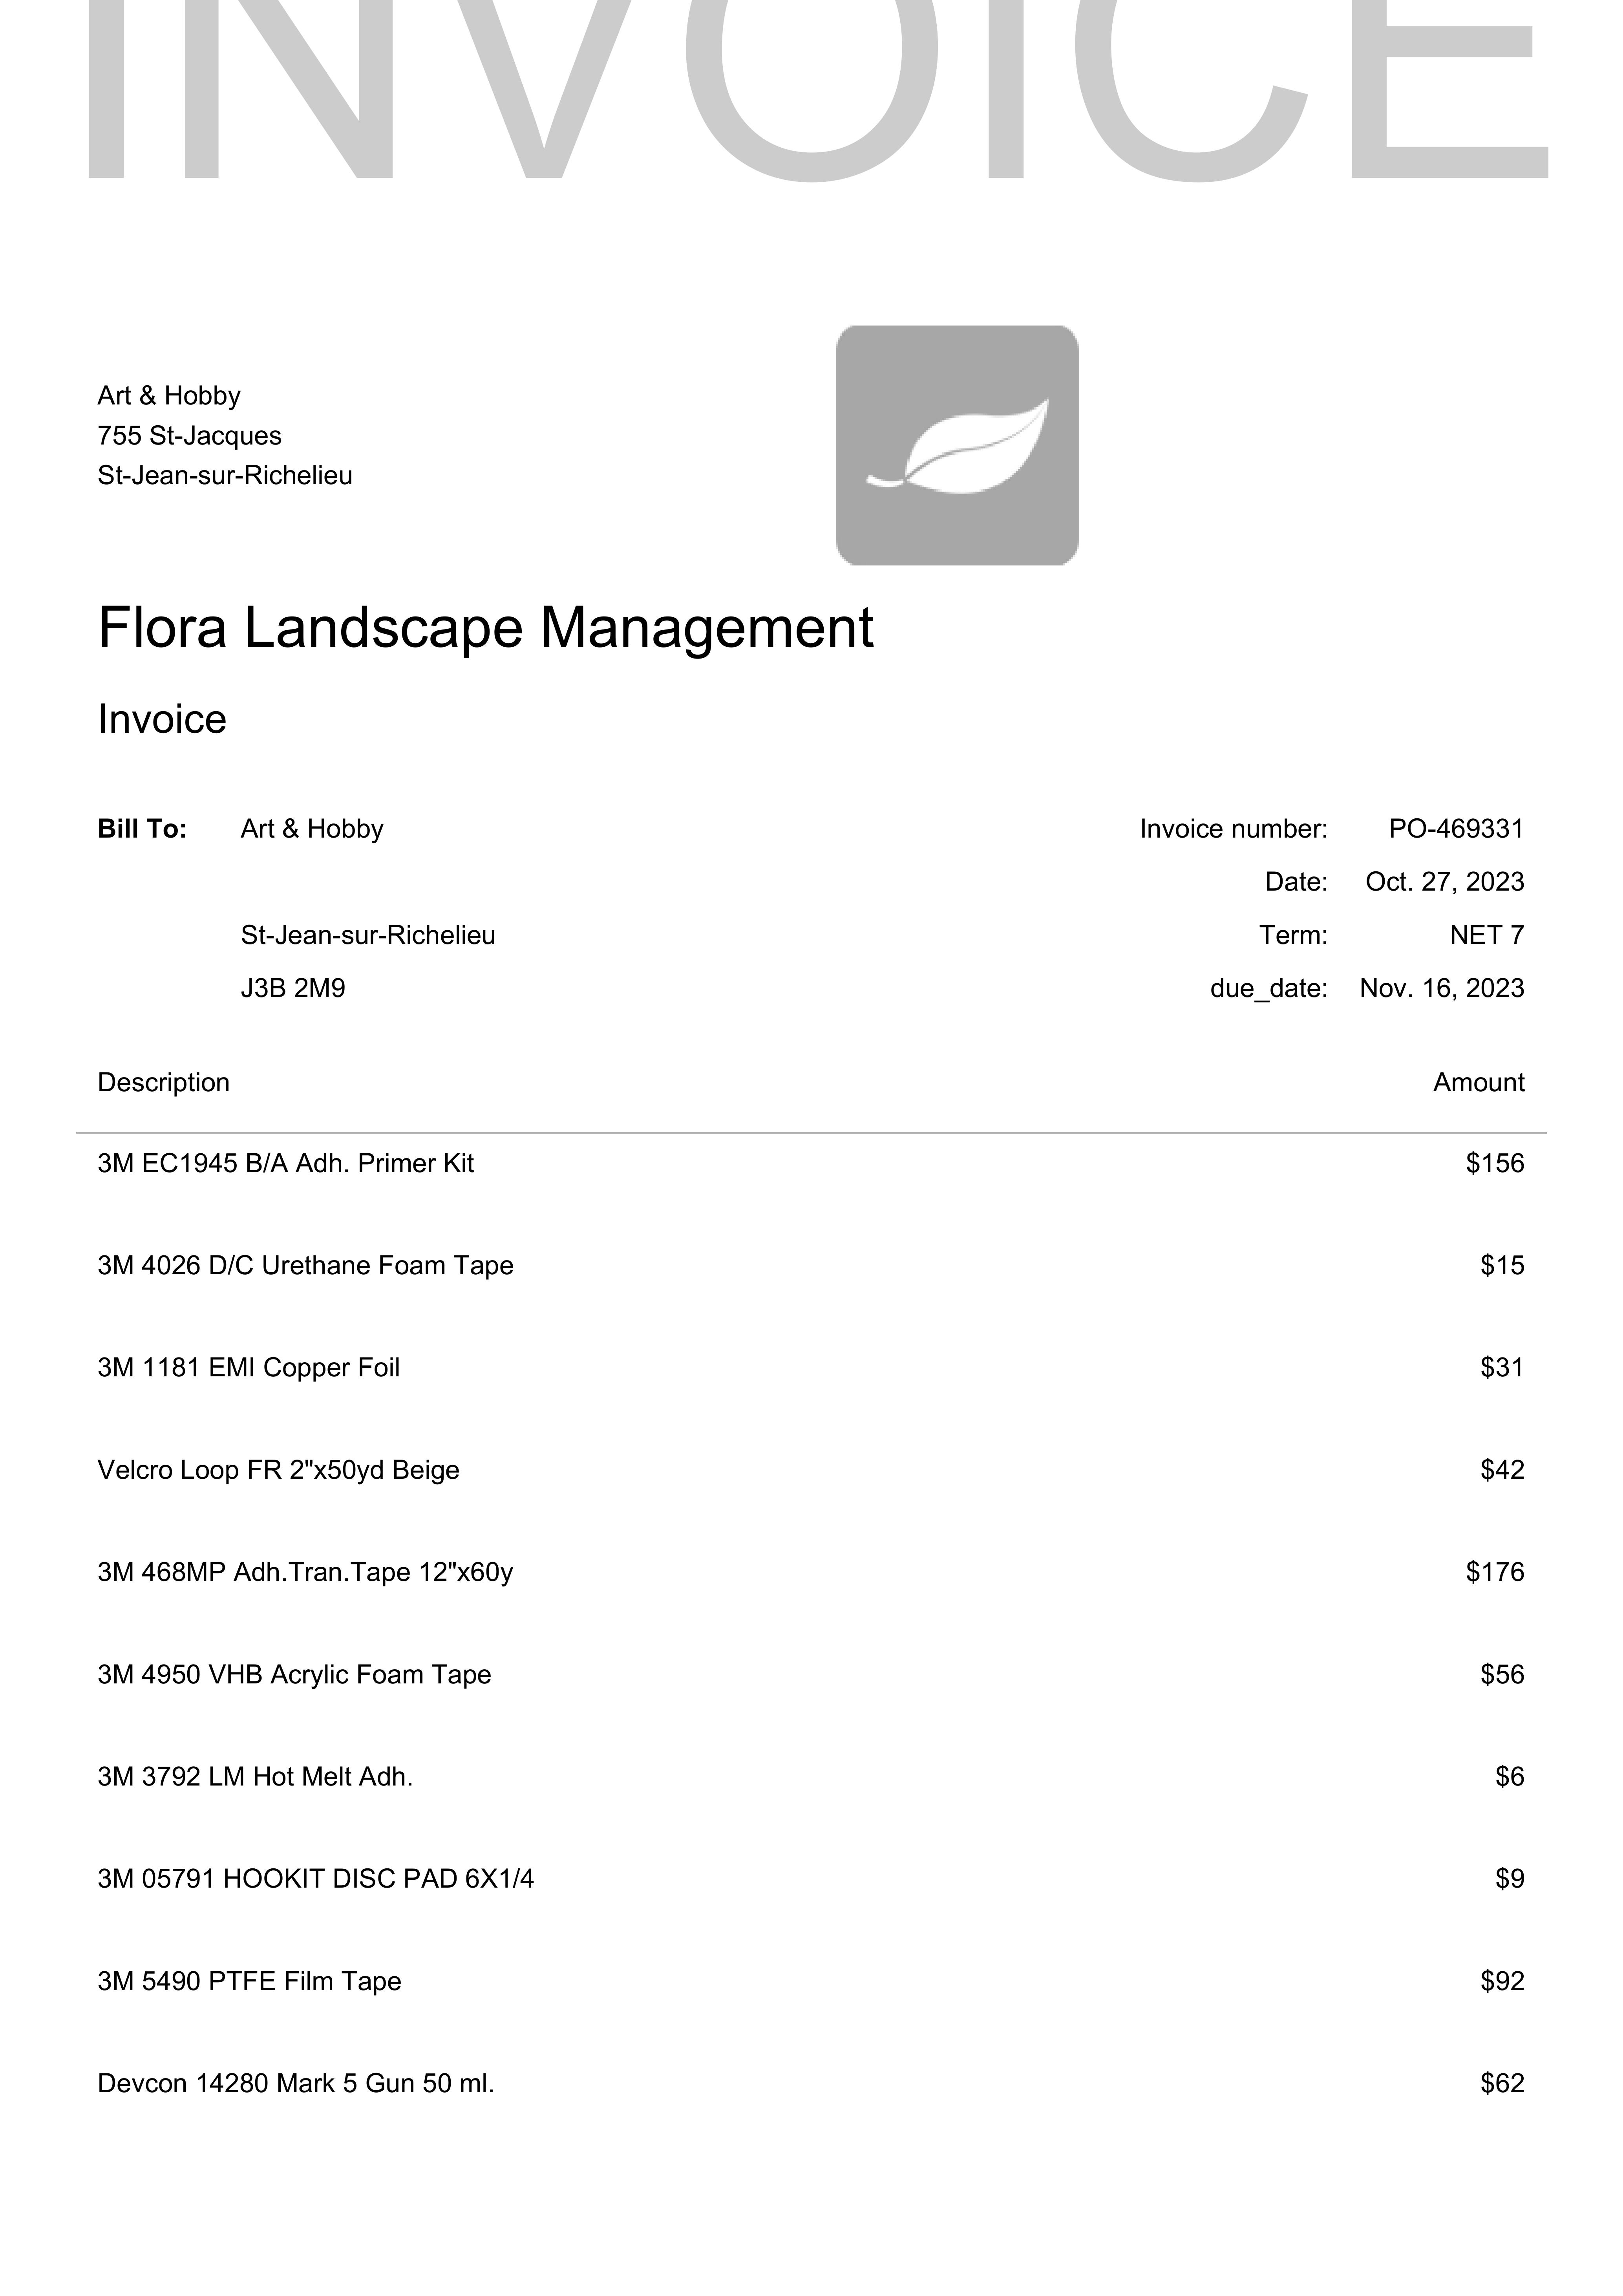 INVOICE
Art & Hobby
755 St-Jacques
St-Jean-sur-Richelieu
Flora Landscape Management
Invoice
Bill To: Art & Hobby Invoice number: PO-469331
Date: Oct. 27, 2023
St-Jean-sur-Richelieu Term: NET 7
J3B 2M9 due_date: Nov. 16, 2023
Description Amount
3M EC1945 B/A Adh. Primer Kit $156
3M 4026 D/C Urethane Foam Tape $15
3M 1181 EMI Copper Foil $31
Velcro Loop FR 2"x50yd Beige $42
3M 468MP Adh.Tran.Tape 12"x60y $176
3M 4950 VHB Acrylic Foam Tape $56
3M 3792 LM Hot Melt Adh. $6
3M 05791 HOOKIT DISC PAD 6X1/4 $9
3M 5490 PTFE Film Tape $92
Devcon 14280 Mark 5 Gun 50 ml. $62